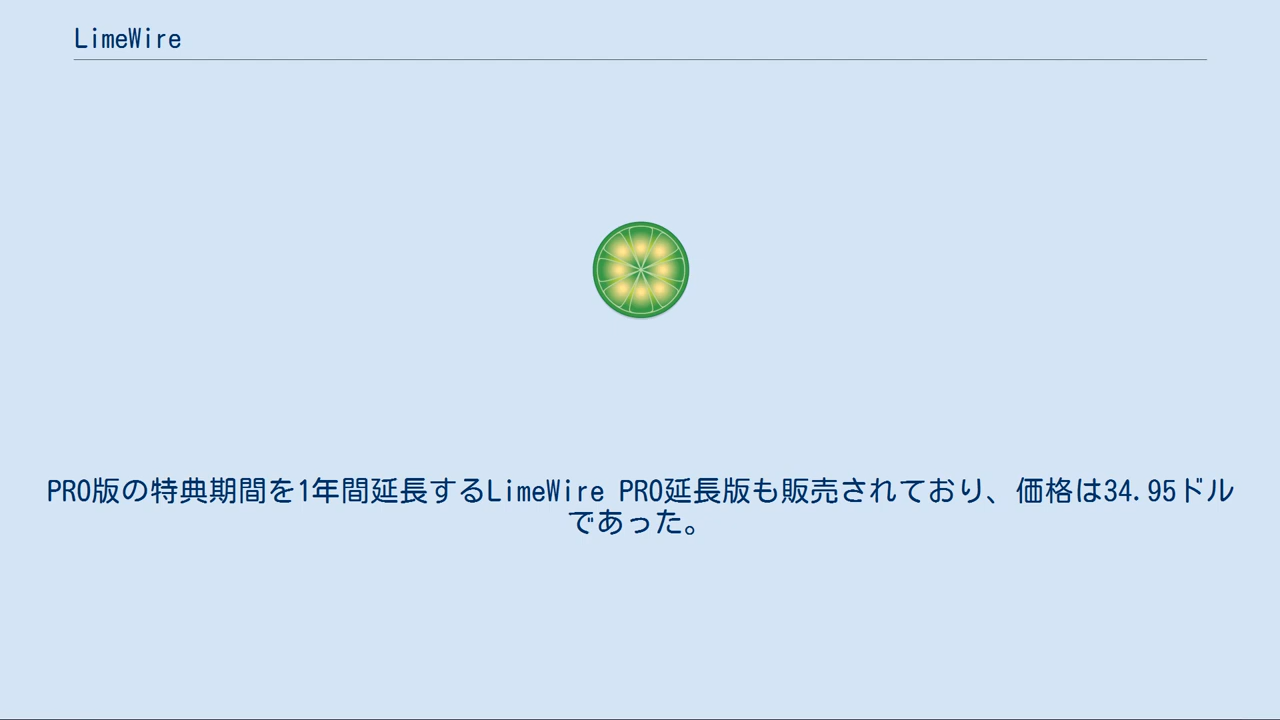 LimeWire
PRO版の特典期間を1年間延長するLimeWire PRO延長版も販売されており、価格は34.95ドル
であった。